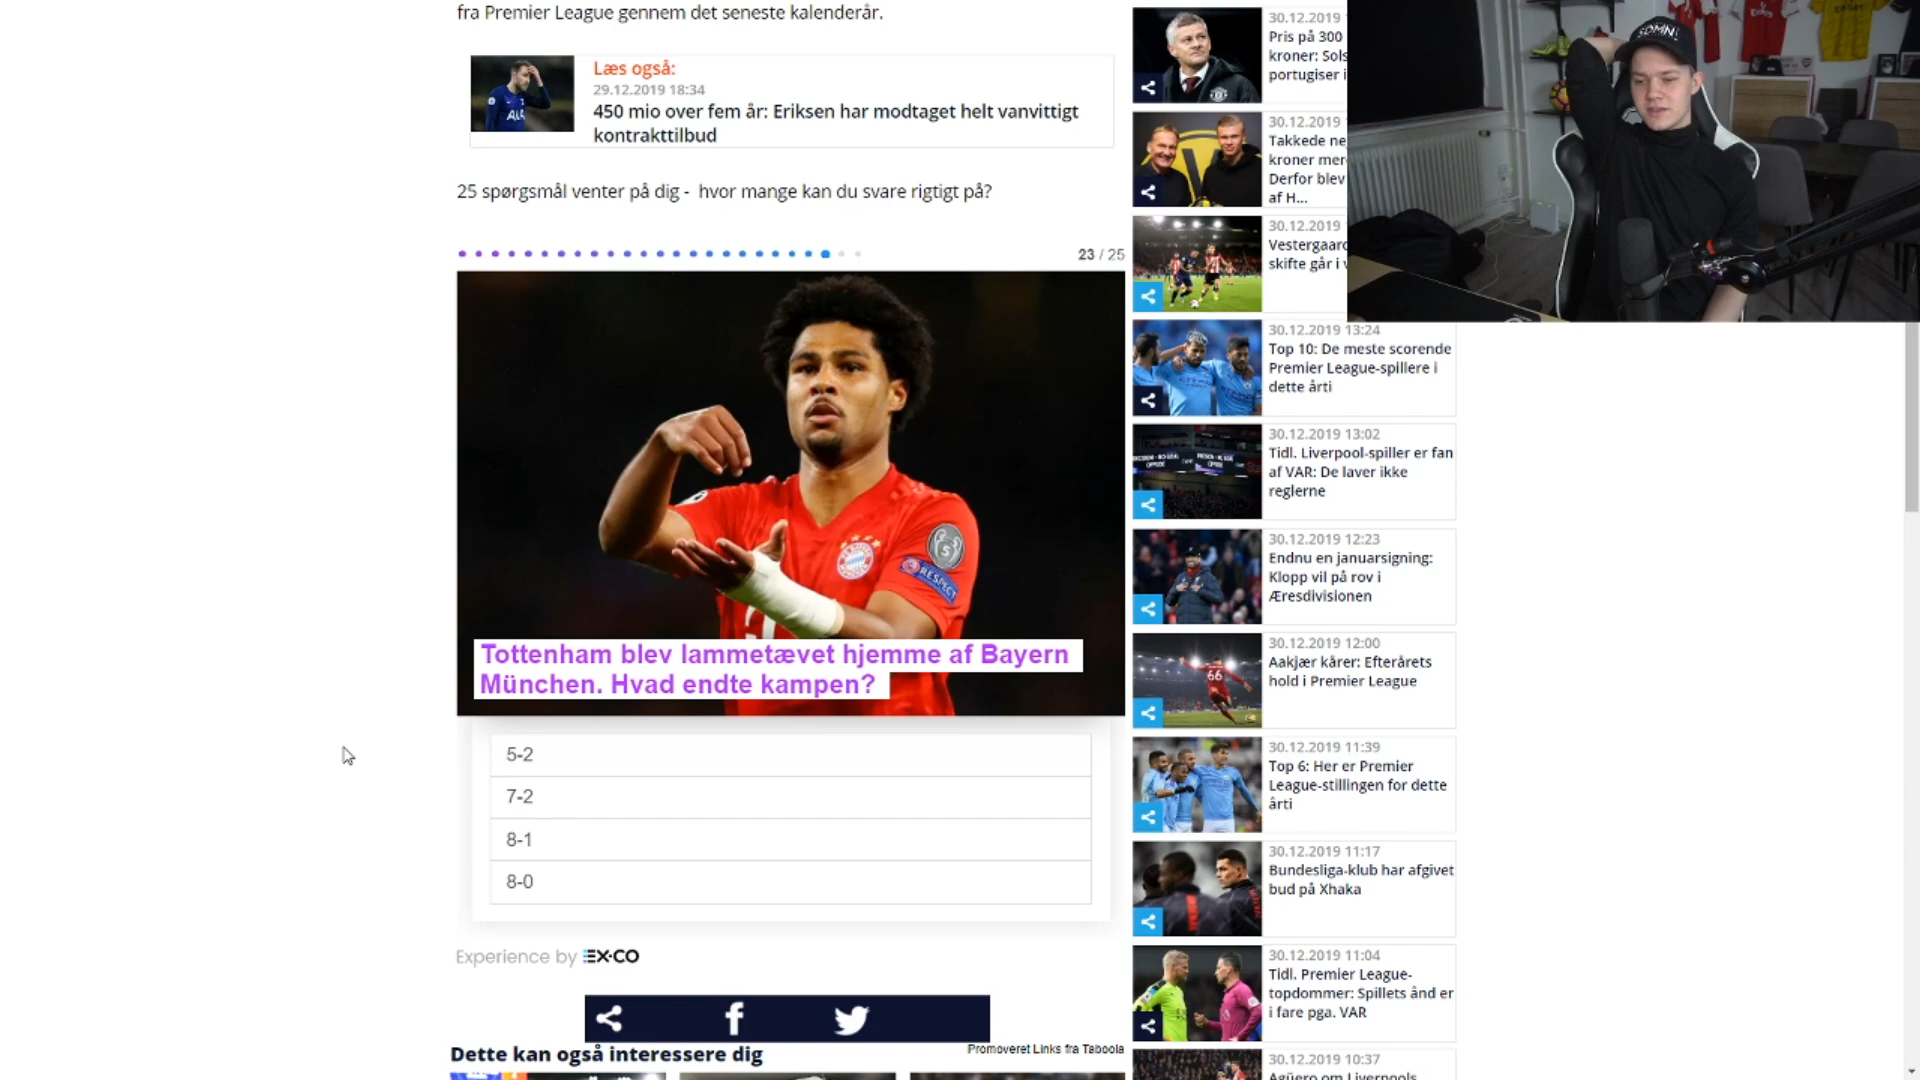 fra Premier League gennem det seneste kalenderår.
Læs også:
29.12.2019 18:34
450 mio over fem år: Eriksen har modtaget helt vanvittigt
kontrakttilbud
25 spørgsmål venter på dig - hvor mange kan du svare rigtigt på?
23 / 25
RESPECT
Tottenham blev lammetævet hjemme af Bayern
München. Hvad endte kampen?
5-2
7-2
8-1
8-0
Experience by EX·CO
Dette kan også interessere dig
Promoveret Links fra Taboola
30.12.2019
Pris på 300
kroner: Sols
portugiser i
30.12.2019
Takkede ne
kroner mer
Derfor blev
af H...
30.12.2019
Vestergaard
skifte går i v
30.12.2019 13:24
Top 10: De meste scorende
Premier League-spillere i
dette årti
30.12.2019 13:02
Tidl. Liverpool-spiller er fan
af VAR: De laver ikke
reglerne
30.12.2019 12:23
Endnu en januarsigning:
Klopp vil på rov i
Æresdivisionen
66
30.12.2019 12:00
Aakjær kårer: Efterårets
hold i Premier League
30.12.2019 11:39
Top 6: Her er Premier
League-stillingen for dette
årti
30.12.2019 11:17
Bundesliga-klub har afgivet
bud på Xhaka
30.12.2019 11:04
Tidl. Premier League-
topdommer: Spillets ånd er
i fare pga. VAR
30.12.2019 10:37
Agüero om Liverpools